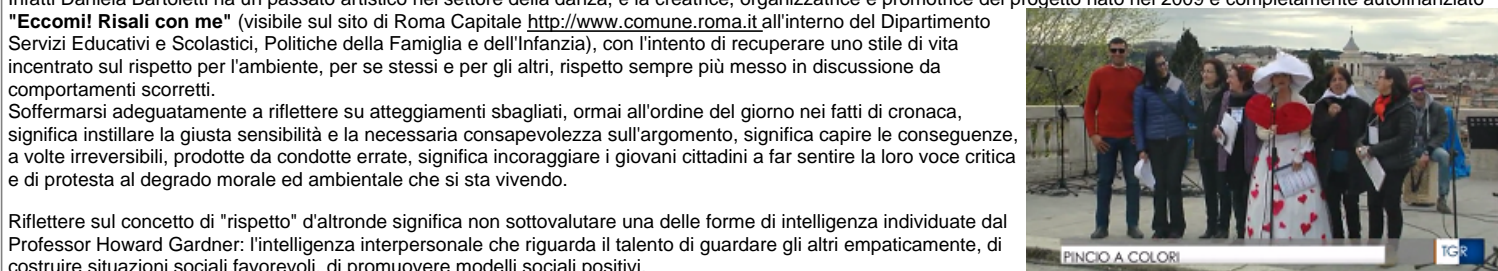 Infatti Daniela Bartoletti ha un passato artistico nel settore della danza, è la creatrice, organizzatrice e promotrice del progetto nato nel 2009 e completamente autofinanziato
"Eccomi! Risali con me" (visibile sul sito di Roma Capitale http://www.comune.roma.it all'interno del Dipartimento
Servizi Educativi e Scolastici, Politiche della Famiglia e dell'Infanzia), con l'intento di recuperare uno stile di vita
incentrato sul rispetto per l'ambiente, per se stessi e per gli altri, rispetto sempre più messo in discussione da
comportamenti scorretti.
Soffermarsi adeguatamente a riflettere su atteggiamenti sbagliati, ormai all'ordine del giorno nei fatti di cronaca,
significa instillare la giusta sensibilità e la necessaria consapevolezza sull'argomento, significa capire le conseguenze,
a volte irreversibili, prodotte da condotte errate, significa incoraggiare i giovani cittadini a far sentire la loro voce critica
e di protesta al degrado morale ed ambientale che si sta vivendo.
Riflettere sul concetto di "rispetto" d'altronde significa non sottovalutare una delle forme di intelligenza individuate dal
Professor Howard Gardner: l'intelligenza interpersonale che riguarda il talento di guardare gli altri empaticamente, di
costruire situazioni sociali favorevoli, di promuovere modelli sociali positivi.
PINCIO A COLORI
TGR